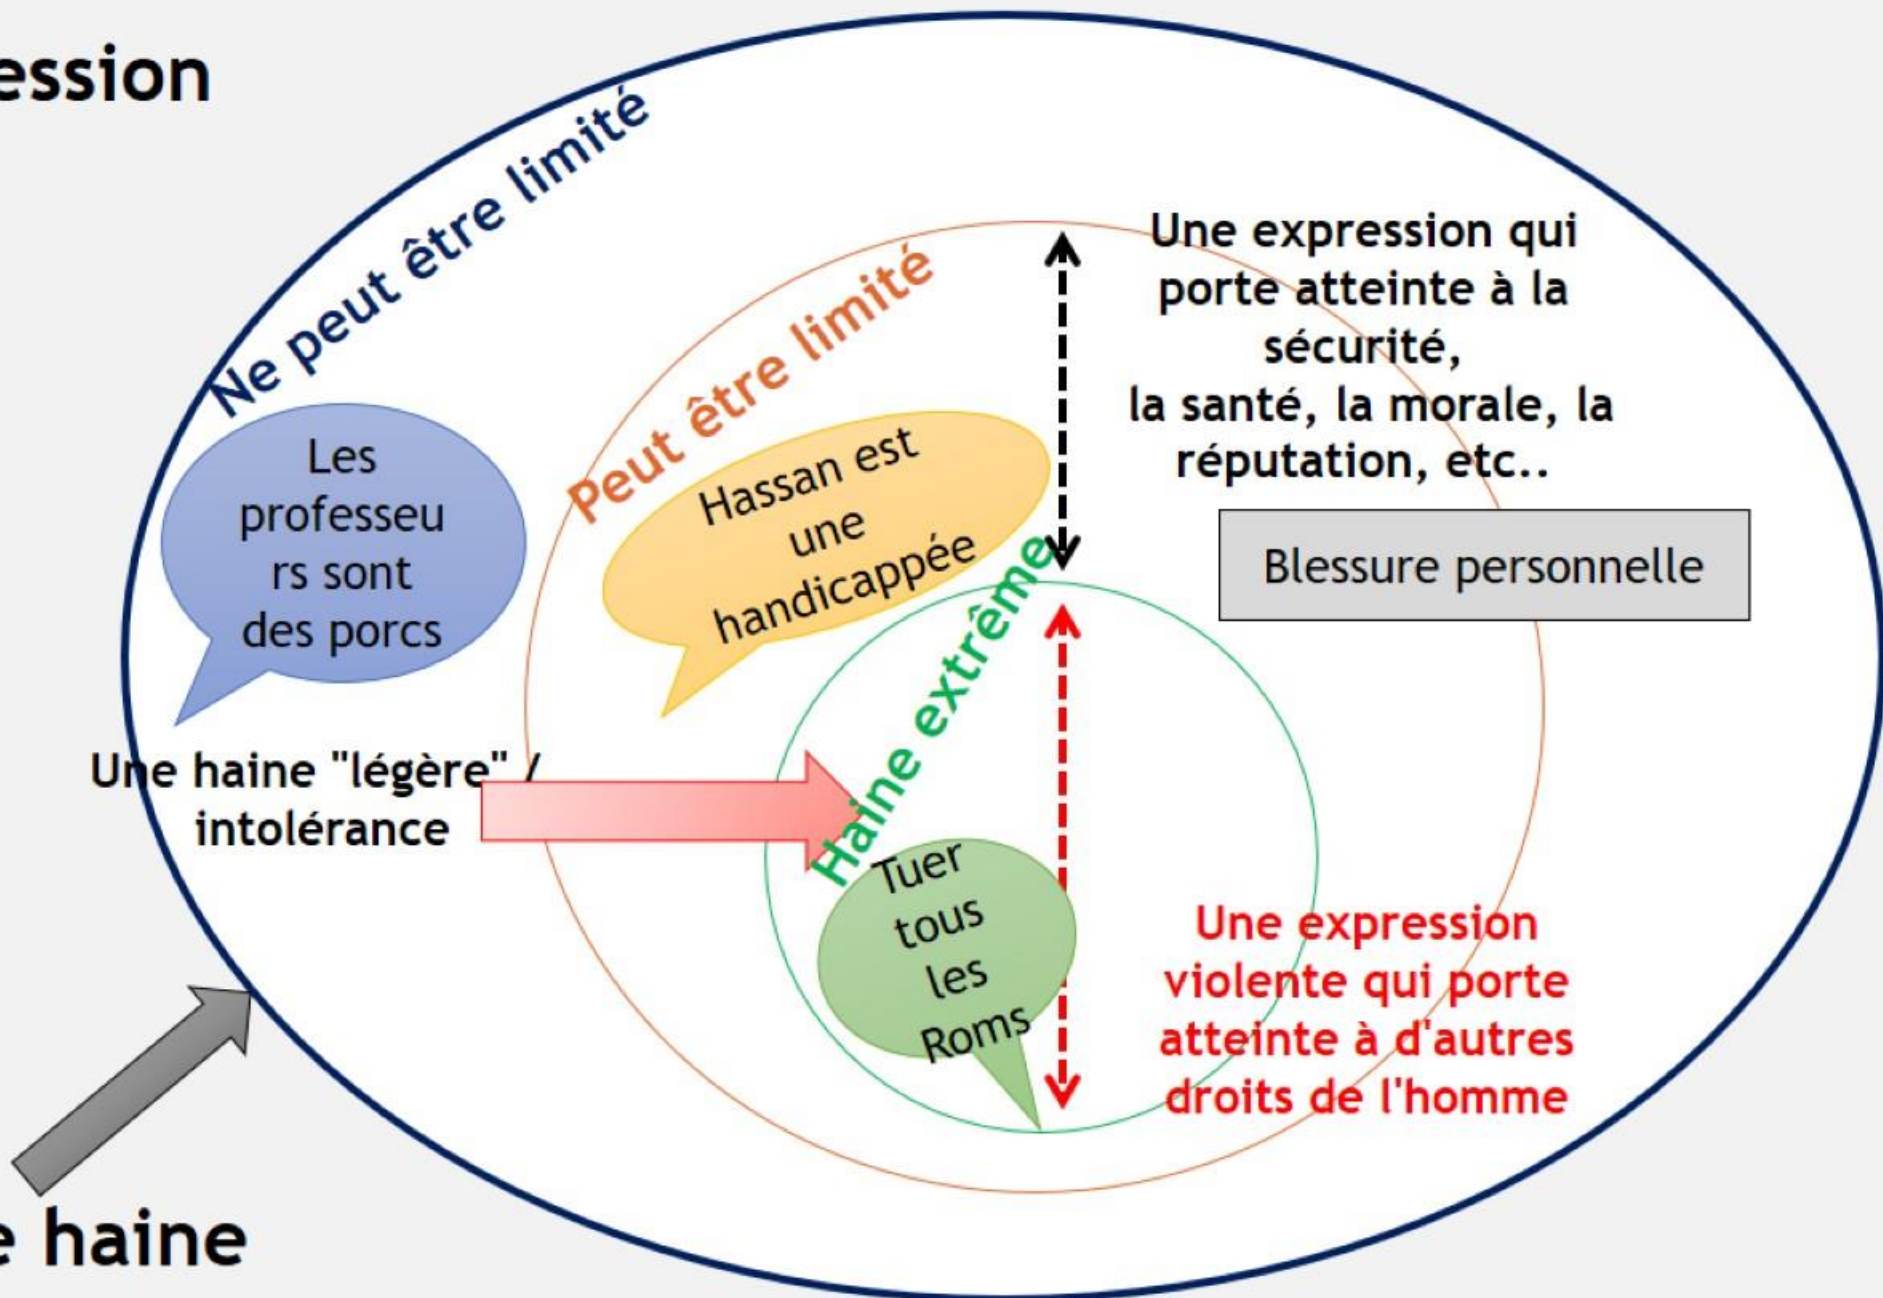 ession
Ne peut être limité
Peut être limité
Une expression qui
porte atteinte à la
sécurité,
la santé, la morale, la
réputation, etc..
Les
professeu
rs sont
des porcs
Hassan est
une
handicappée
Blessure personnelle
Haine extrême
Une haine "légère" /
intolérance
Tuer
tous
les
Roms
Une expression
violente qui porte
atteinte à d'autres
droits de l'homme
e haine